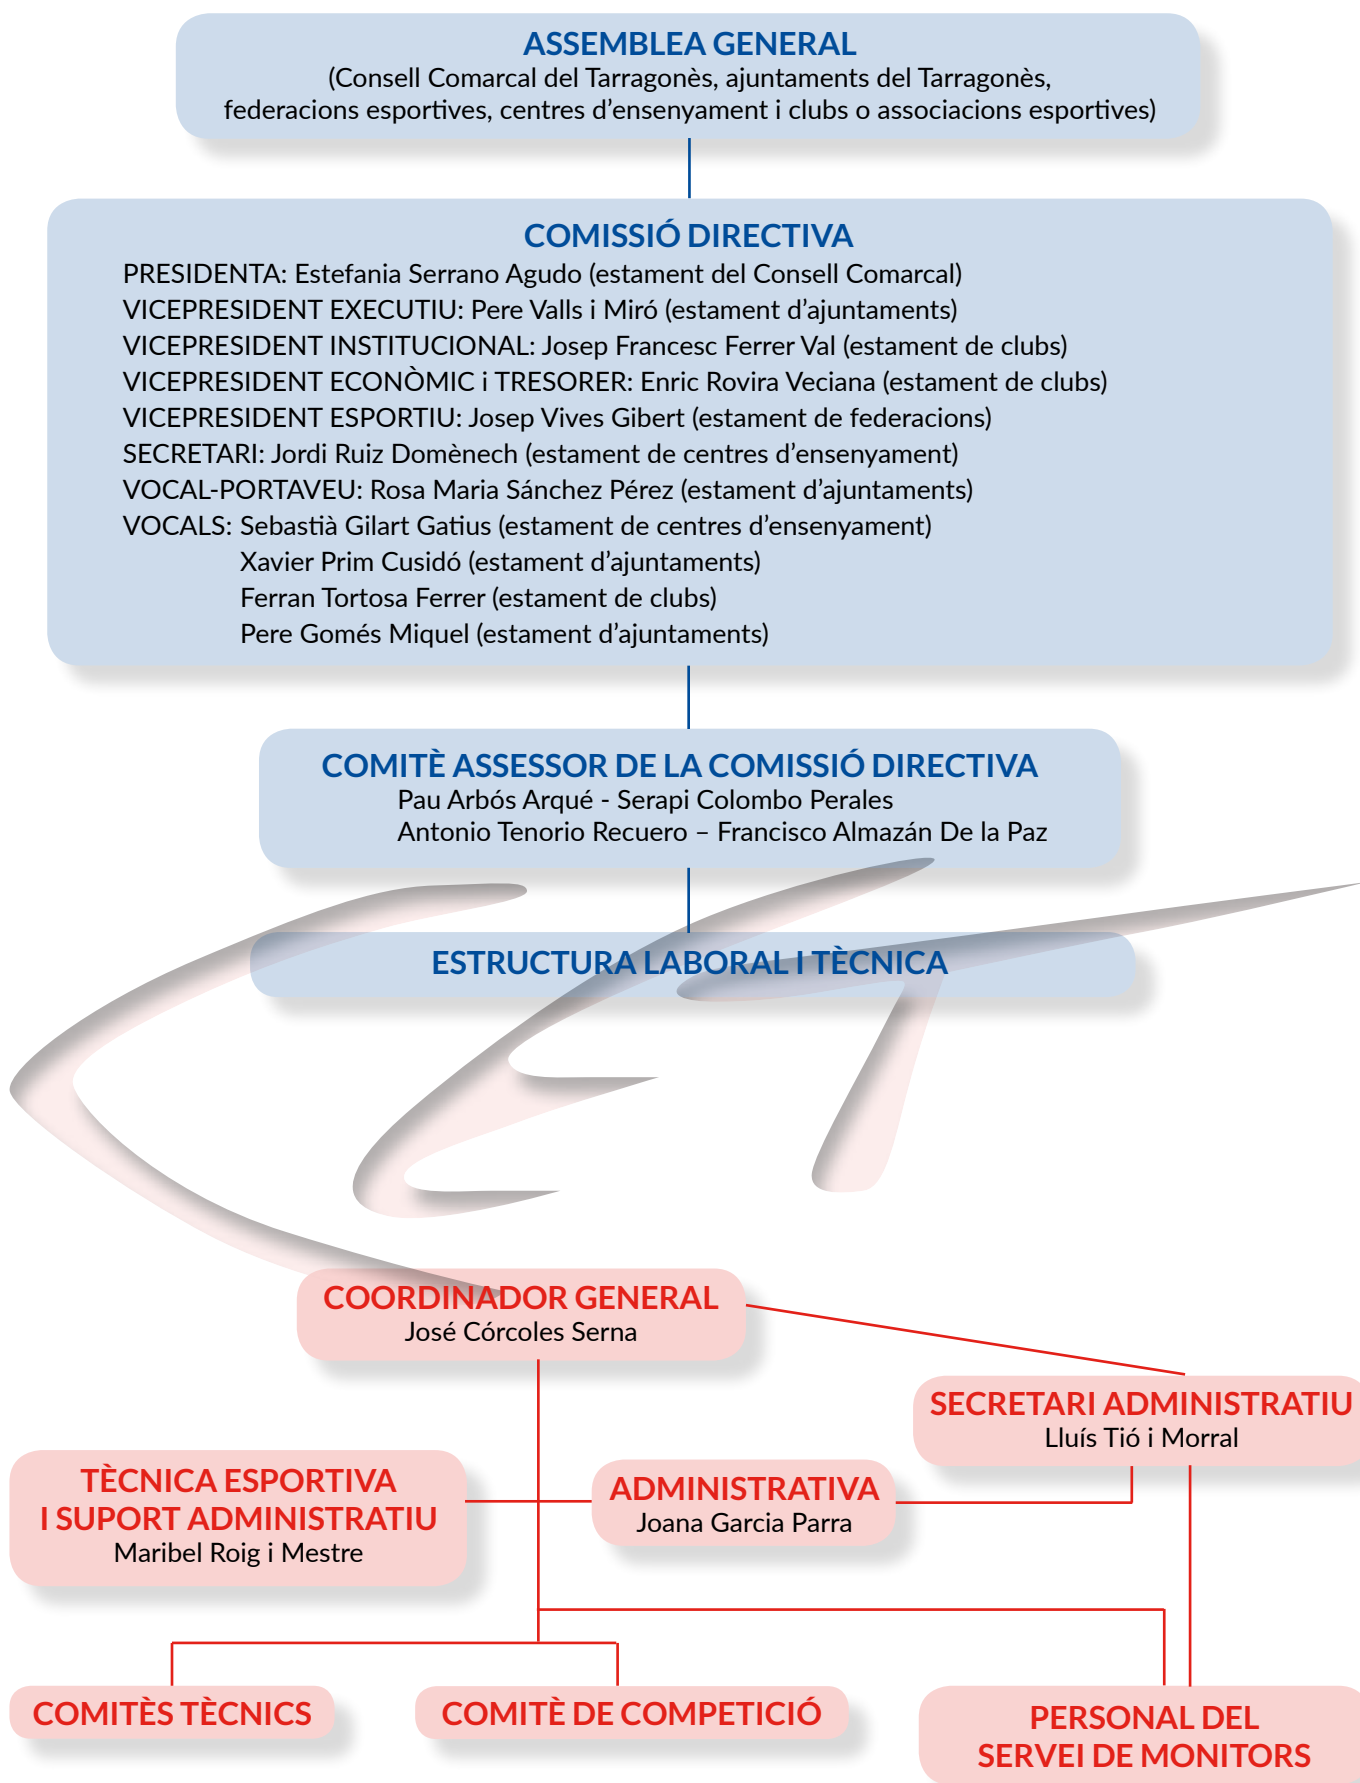 ASSEMBLEA GENERAL
(Consell Comarcal del Tarragonès, ajuntaments del Tarragonès,
federacions esportives, centres d'ensenyament i clubs o associacions esportives)
COMISSIÓ DIRECTIVA
PRESIDENTA: Estefania Serrano Agudo (estament del Consell Comarcal)
VICEPRESIDENT EXECUTIU: Pere Valls i Miró (estament d'ajuntaments)
VICEPRESIDENT INSTITUCIONAL: Josep Francesc Ferrer Val (estament de clubs)
VICEPRESIDENT ECONÒMIC i TRESORER: Enric Rovira Veciana (estament de clubs)
VICEPRESIDENT ESPORTIU: Josep Vives Gibert (estament de federacions)
SECRETARI: Jordi Ruiz Domènech (estament de centres d'ensenyament)
VOCAL-PORTAVEU: Rosa Maria Sánchez Pérez (estament d'ajuntaments)
VOCALS: Sebastià Gilart Gatius (estament de centres d'ensenyament)
Xavier Prim Cusidó (estament d'ajuntaments)
Ferran Tortosa Ferrer (estament de clubs)
Pere Gomés Miquel (estament d'ajuntaments)
COMITÈ ASSESSOR DE LA COMISSIÓ DIRECTIVA
Pau Arbós Arqué - Serapi Colombo Perales
Antonio Tenorio Recuero – Francisco Almazán De la Paz
ESTRUCTURA LABORAL I TÈCNICA
CET
COORDINADOR GENERAL
José Córcoles Serna
SECRETARI ADMINISTRATIU
Lluís Tió i Morral
TÈCNICA ESPORTIVA
I SUPORT ADMINISTRATIU
Maribel Roig i Mestre
ADMINISTRATIVA
Joana Garcia Parra
COMITÈS TÈCNICS
COMITÈ DE COMPETICIÓ
PERSONAL DEL
SERVEI DE MONITORS